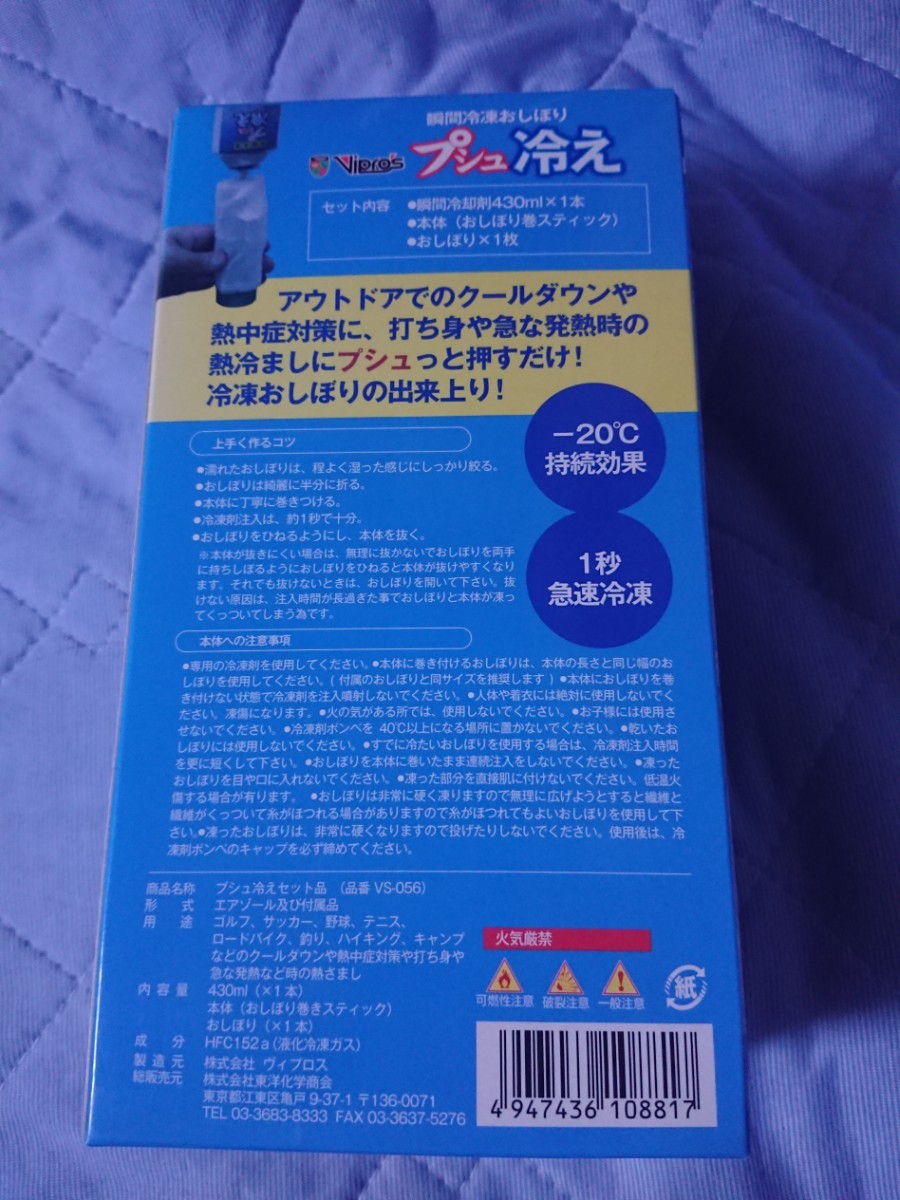 瞬間冷凍おしぼり
Vipro's プシュ冷え
セット内容 ●瞬間冷却剤430ml×1本
●本体(おしぼり巻スティック)
●おしぼり×1枚
アウトドアでのクールダウンや
熱中症対策に、打ち身や急な発熱時の
熱冷ましにプシュっと押すだけ!
冷凍おしぼりの出来上り!
-20℃
持続効果
1秒
急速冷凍
上手く作るコツ
●濡れたおしぼりは、程よく湿った感じにしっかり絞る。
●おしぼりは綺麗に半分に折る。
●本体に丁寧に巻きつける。
●冷凍剤注入は、約1秒で十分。
●おしぼりをひねるようにし、本体を抜く。
※本体が抜きにくい場合は、無理に抜かないでおしぼりを両手
に持ちしぼるようにおしぼりをひねると本体が抜けやすくなり
ます。それでも抜けないときは、おしぼりを開いて下さい。抜
けない原因は、注入時間が長過ぎた事でおしぼりと本体が凍っ
てくっついてしまう為です。
本体への注意事項
●専用の冷凍剤を使用してください。●本体に巻き付けるおしぼりは、本体の長さと同じ幅のお
しぼりを使用してください。(付属のおしぼりと同サイズを推奨します)●本体におしぼりを巻
き付けない状態で冷凍剤を注入噴射しないでください。●人体や着衣には絶対に使用しないでく
ださい。凍傷になります。●火の気がある所では、使用しないでください。●お子様には使用さ
せないでください。●冷凍剤ボンベを 40℃以上になる場所に置かないでください。●乾いたお
しぼりには使用しないでください。●すでに冷たいおしぼりを使用する場合は、冷凍剤注入時間
を更に短くして下さい。●おしぼりを本体に巻いたまま連続注入をしないでください。●凍った
おしぼりを目や口に入れないでください。●凍った部分を直接肌に付けないでください。低温火
傷する場合が有ります。 ●おしぼりは非常に硬く凍りますので無理に広げようとすると繊維と
繊維がくっついて糸がほつれる場合がありますので糸がほつれてもよいおしぼりを使用して下
さい。●凍ったおしぼりは、非常に硬くなりますので投げたりしないでください。使用後は、冷
凍剤ボンベのキャップを必ず締めてください。
商品名称 プシュ冷えセット品 (品番 VS-056)
形 式 エアゾール及び付属品
用 途 ゴルフ、サッカー、野球、テニス、
ロードバイク、釣り、ハイキング、キャンプ
などのクールダウンや熱中症対策や打ち身や
急な発熱など時の熱さまし
内 容 量 430ml(×1本)
本体(おしぼり巻きスティック)
おしぼり(×1本)
成 分 HFC152a(液化冷凍ガス)
製 造 元 株式会社 ヴィプロス
総販売元 株式会社東洋化学商会
東京都江東区亀戸 9-37-1 〒136-0071
TEL 03-3683-8333 FAX 03-3637-5276
火気厳禁
可燃性注意 破裂注意 一般注意
紙
4 947436 108817